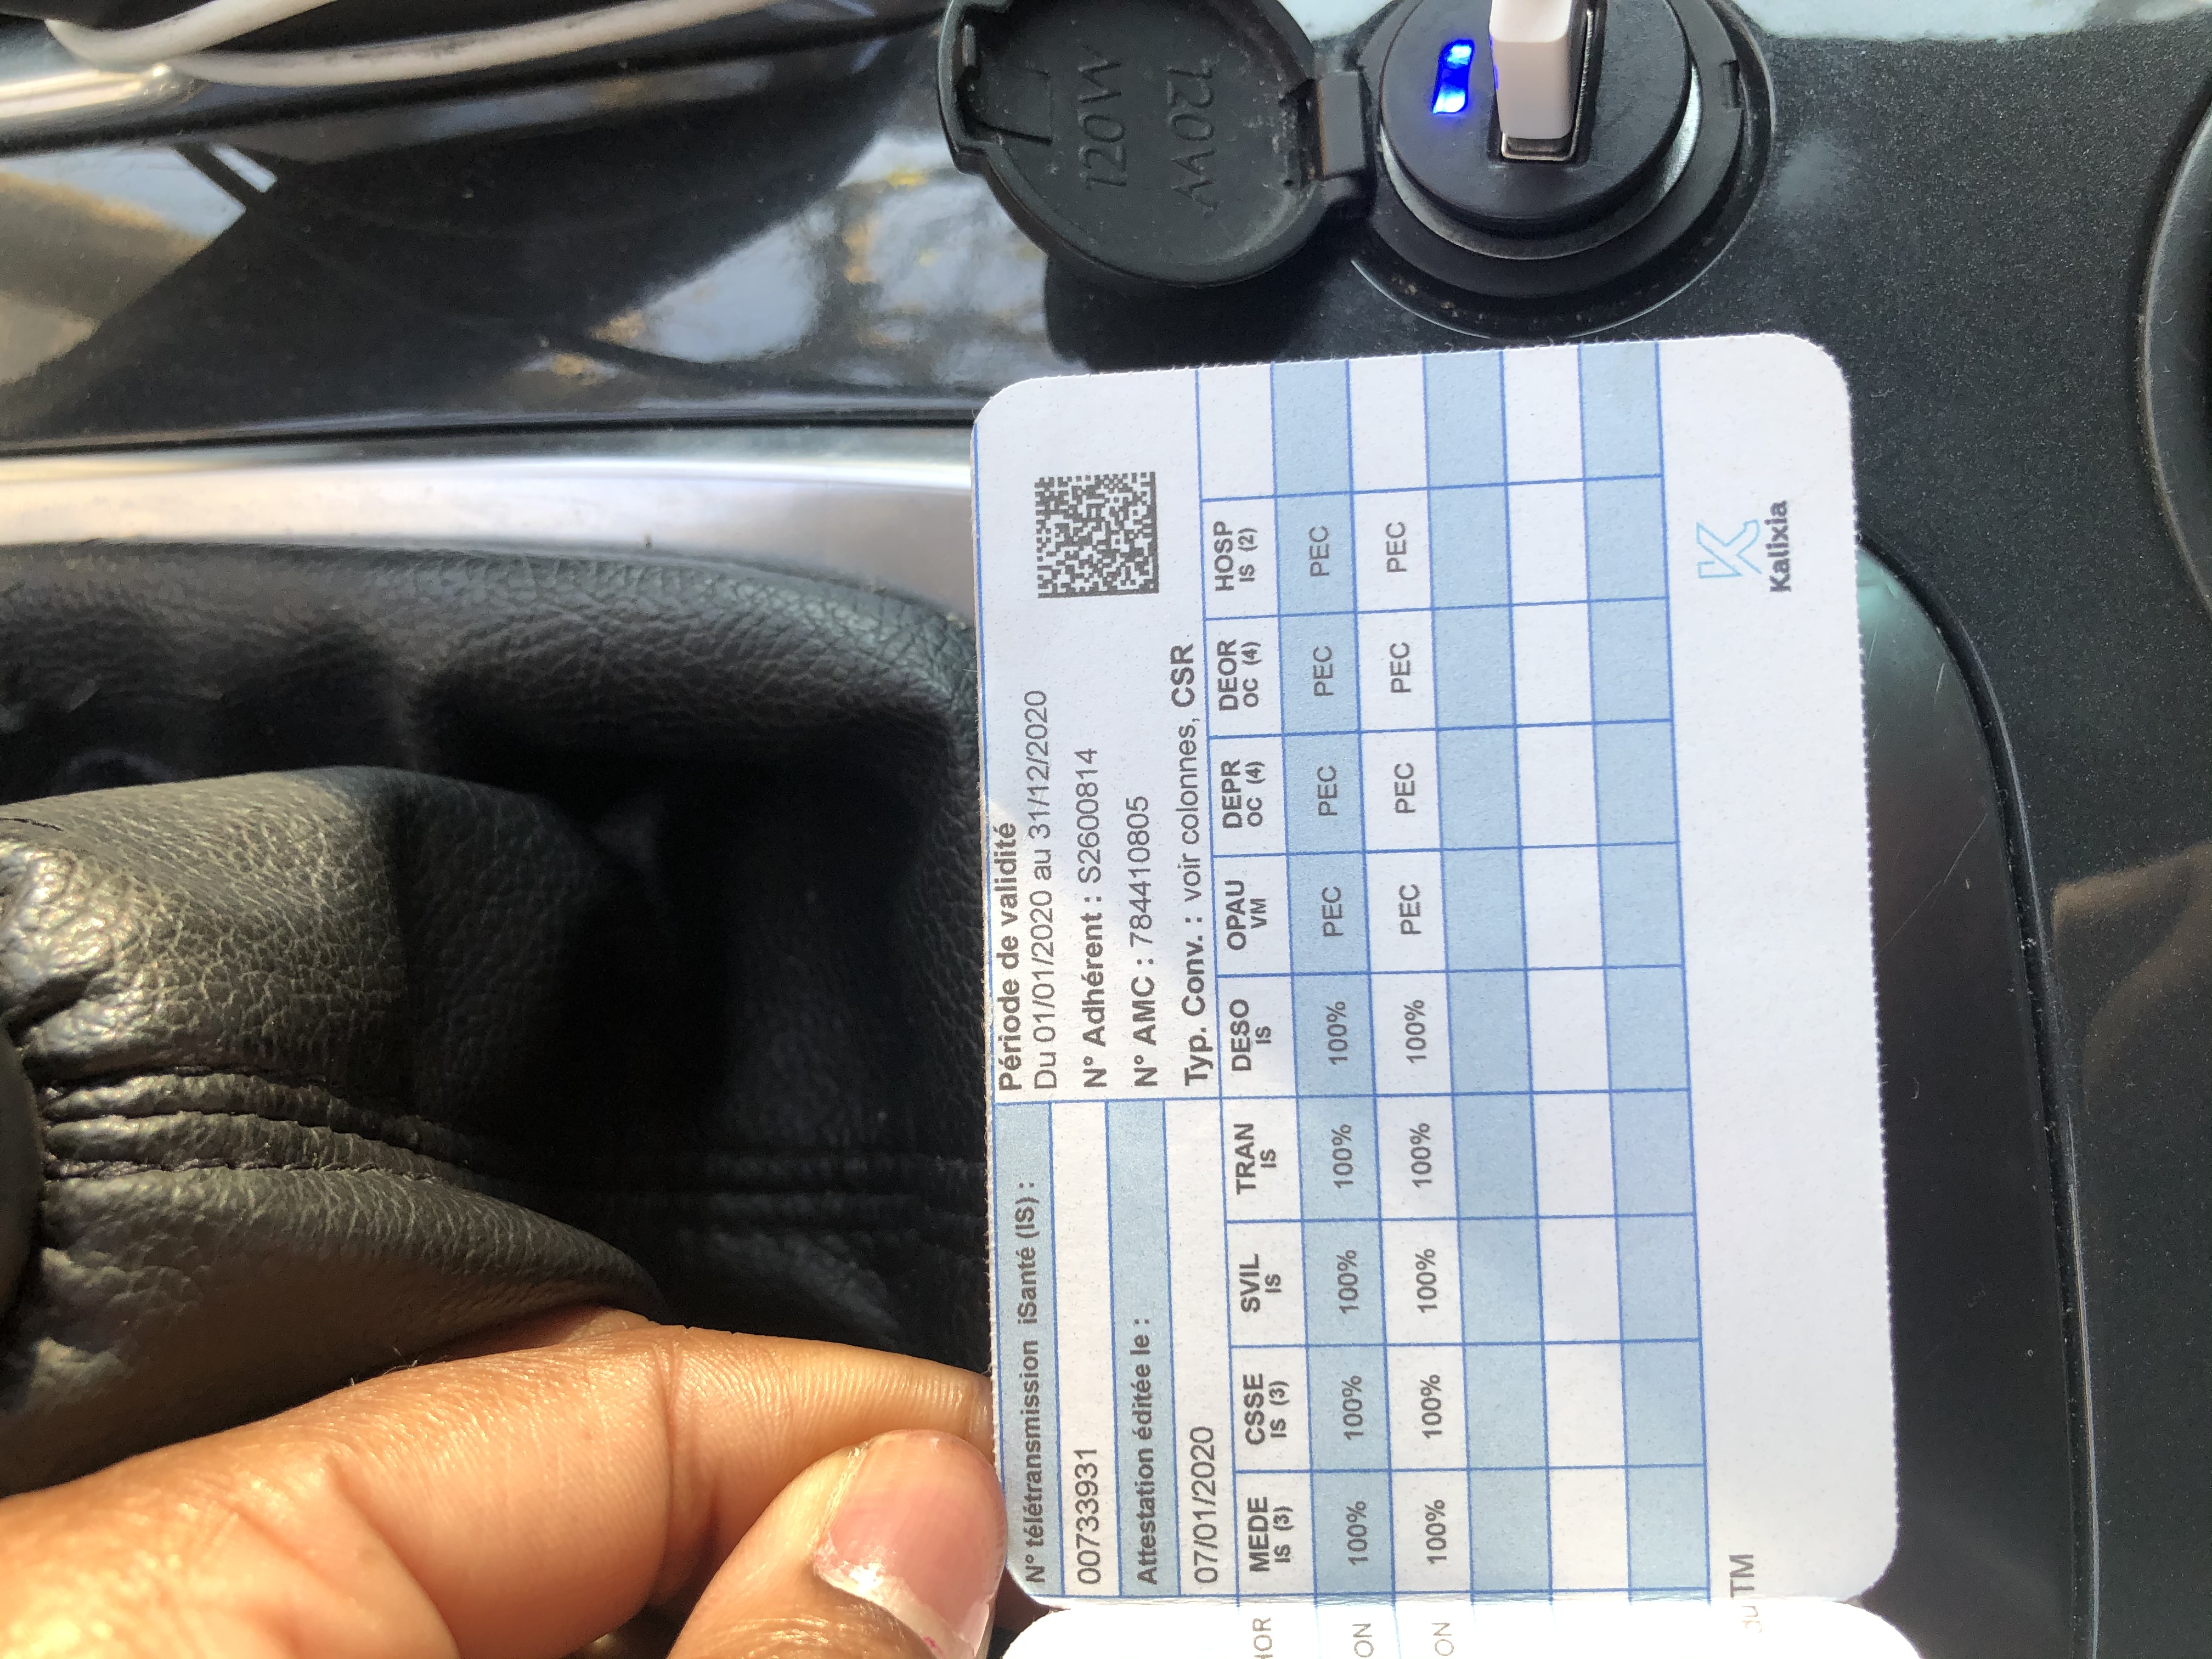 N° télétransmission iSanté (IS) :
00733931
Attestation éditée le :
07/01/2020
Période de validité
Du 01/01/2020 au 31/12/2020
N° Adhérent : S2600814
N° AMC : 784410805
Typ. Conv. : voir colonnes, CSR
MEDE CSSE SVIL TRAN DESO OPAU DEPR DEOR HOSP
IS (3) IS (3) IS IS IS VM OC (4) OC (4) IS (2)
ON 100% 100% 100% 100% 100% PEC PEC PEC PEC
ON 100% 100% 100% 100% 100% PEC PEC PEC PEC
du TM
Kalixia
120W
120W